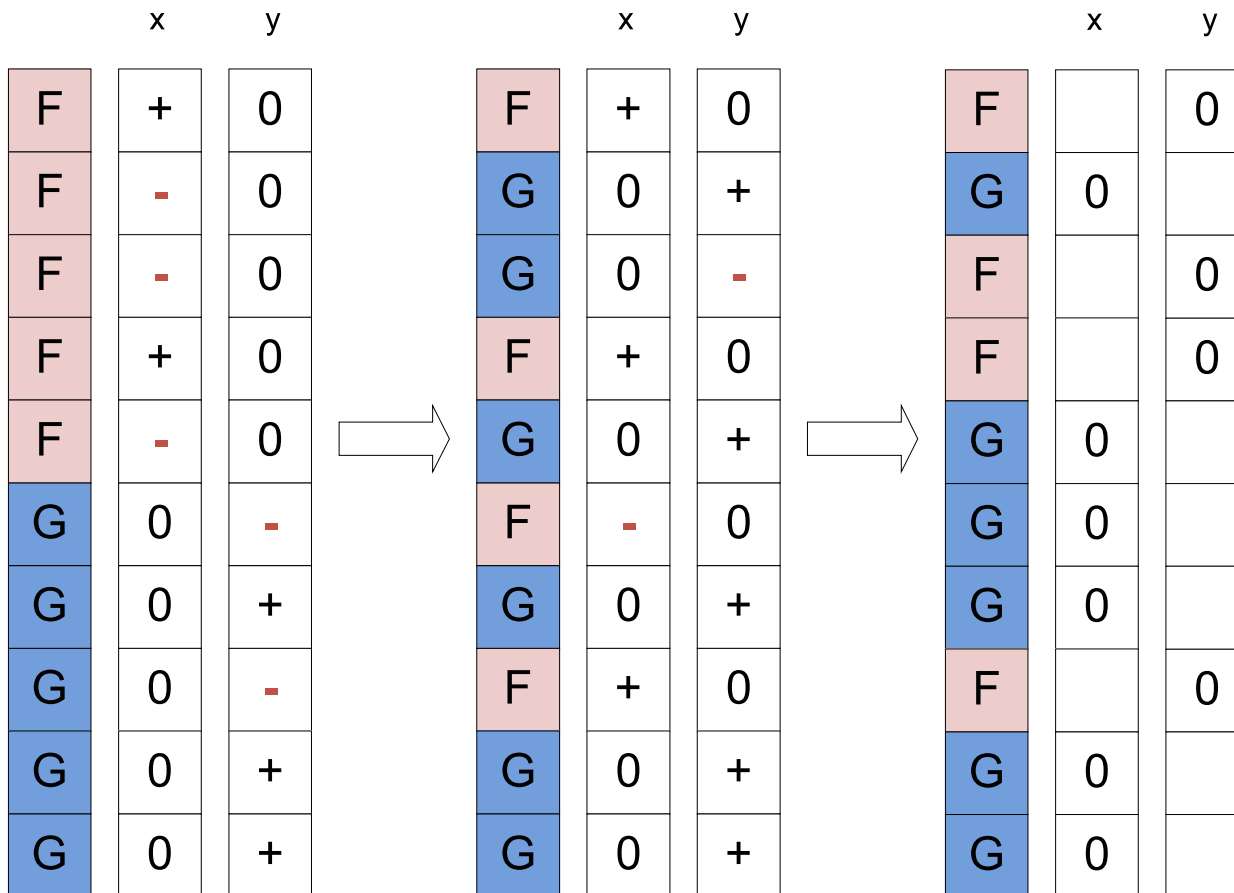 x y x y x y
F + 0 F + 0 F 0
F - 0 G 0 + G 0
F - 0 G 0 - F 0
F + 0 F + 0 F 0
F - 0 G 0 + G 0
G 0 - F - 0 G 0
G 0 + G 0 + G 0
G 0 - F + 0 F 0
G 0 + G 0 + G 0
G 0 + G 0 + G 0